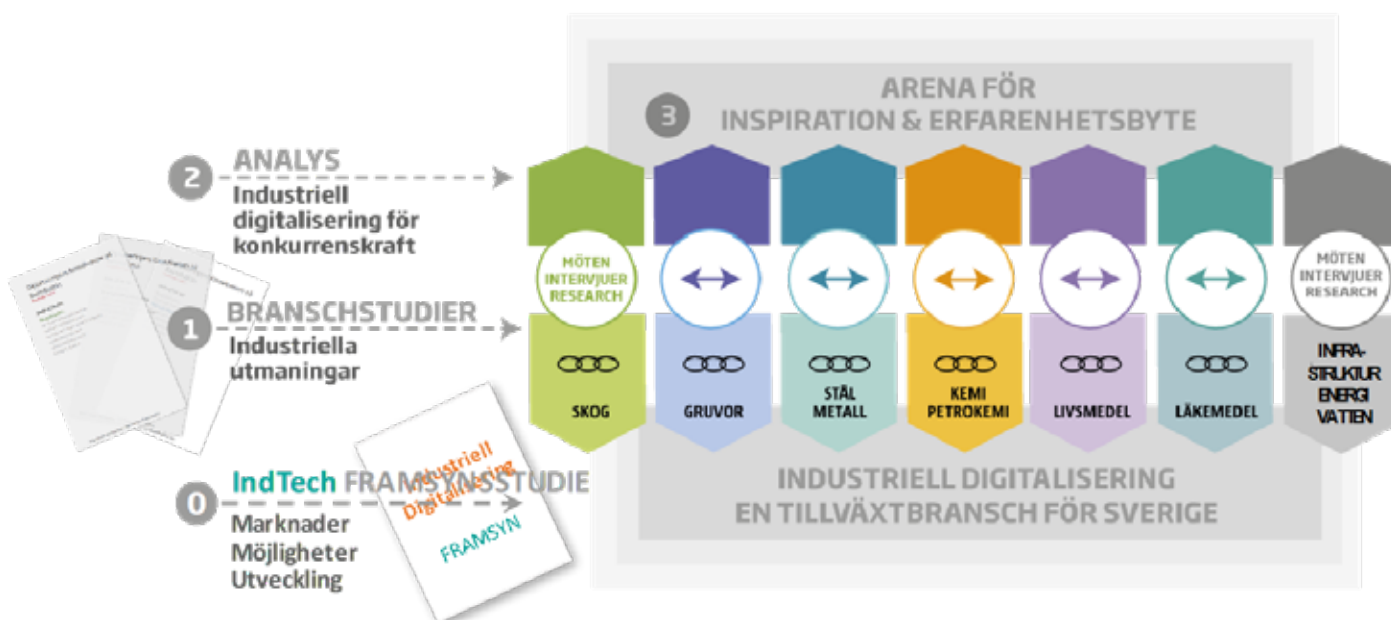 ARENA FÖR
INSPIRATION & ERFARENHETSBYTE
3
2
ANALYS
Industriell
digitalisering för
konkurrenskraft
1
BRANSCHSTUDIER
Industriella
utmaningar
0
IndTech FRAMSYNSSTUDIE
Marknader
Möjligheter
Utveckling
Industriell
Digitalisering
FRAMSYN
MÖTEN
INTERVJUER
RESEARCH
SKOG
GRUVOR
STÅL
METALL
KEMI
PETROKEMI
LIVSMEDEL
LÄKEMEDEL
MÖTEN
INTERVJUER
RESEARCH
INFRA-
STRUKTUR
ENERGI
VATTEN
INDUSTRIELL DIGITALISERING
EN TILLVÄXTBRANSCH FÖR SVERIGE